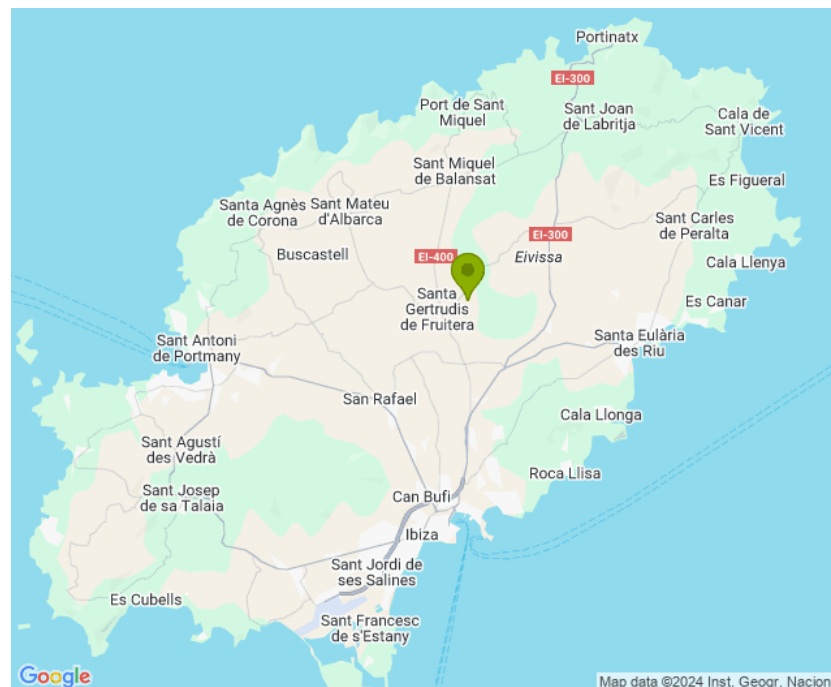 Portinatx
EI-300
Port de Sant
Miquel
Sant Joan
de Labritja
Cala de
Sant Vicent
Sant Miquel
de Balansat
Es Figueral
Santa Agnès
de Corona
Sant Mateu
d'Albarca
Sant Carles
de Peralta
EI-300
Buscastell
EI-400
Eivissa
Cala Llenya
Santa
Gertrudis
de Fruitera
Es Canar
Sant Antoni
de Portmany
Santa Eulària
des Riu
San Rafael
Cala Llonga
Sant Agustí
des Vedrà
Roca Llisa
Sant Josep
de sa Talaia
Can Bufi
Ibiza
Sant Jordi de
ses Salines
Es Cubells
Sant Francesc
de s'Estany
Google
Map data ©2024 Inst. Geogr. Nacion